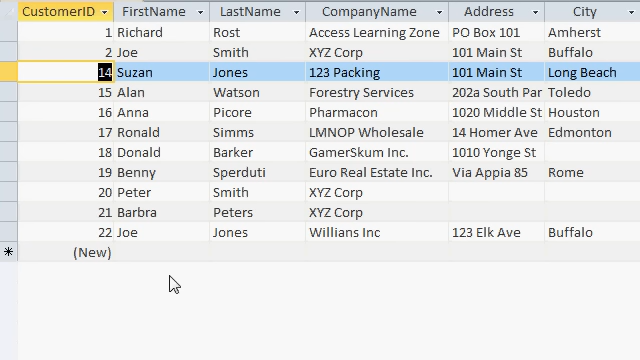 CustomerID FirstName LastName CompanyName Address City
1 Richard Rost Access Learning Zone PO Box 101 Amherst
2 Joe Smith XYZ Corp 101 Main St Buffalo
14 Suzan Jones 123 Packing 101 Main St Long Beach
15 Alan Watson Forestry Services 202a South Par Toledo
16 Anna Picore Pharmacon 1020 Middle St Houston
17 Ronald Simms LMNOP Wholesale 14 Homer Ave Edmonton
18 Donald Barker GamerSkum Inc. 1010 Yonge St
19 Benny Sperduti Euro Real Estate Inc. Via Appia 85 Rome
20 Peter Smith XYZ Corp
21 Barbra Peters XYZ Corp
22 Joe Jones Willians Inc 123 Elk Ave Buffalo
(New)